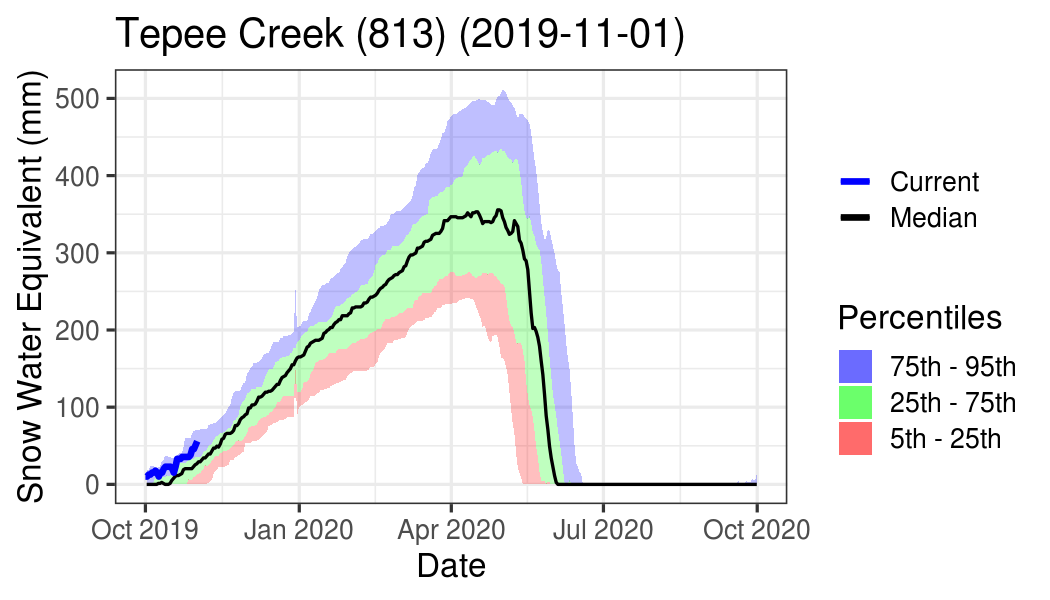 Tepee Creek (813) (2019-11-01)
Snow Water Equivalent (mm)
500
400
300
200
100
0
Oct 2019
Jan 2020
Apr 2020
Jul 2020
Oct 2020
Date
Current
Median
Percentiles
75th - 95th
25th - 75th
5th - 25th